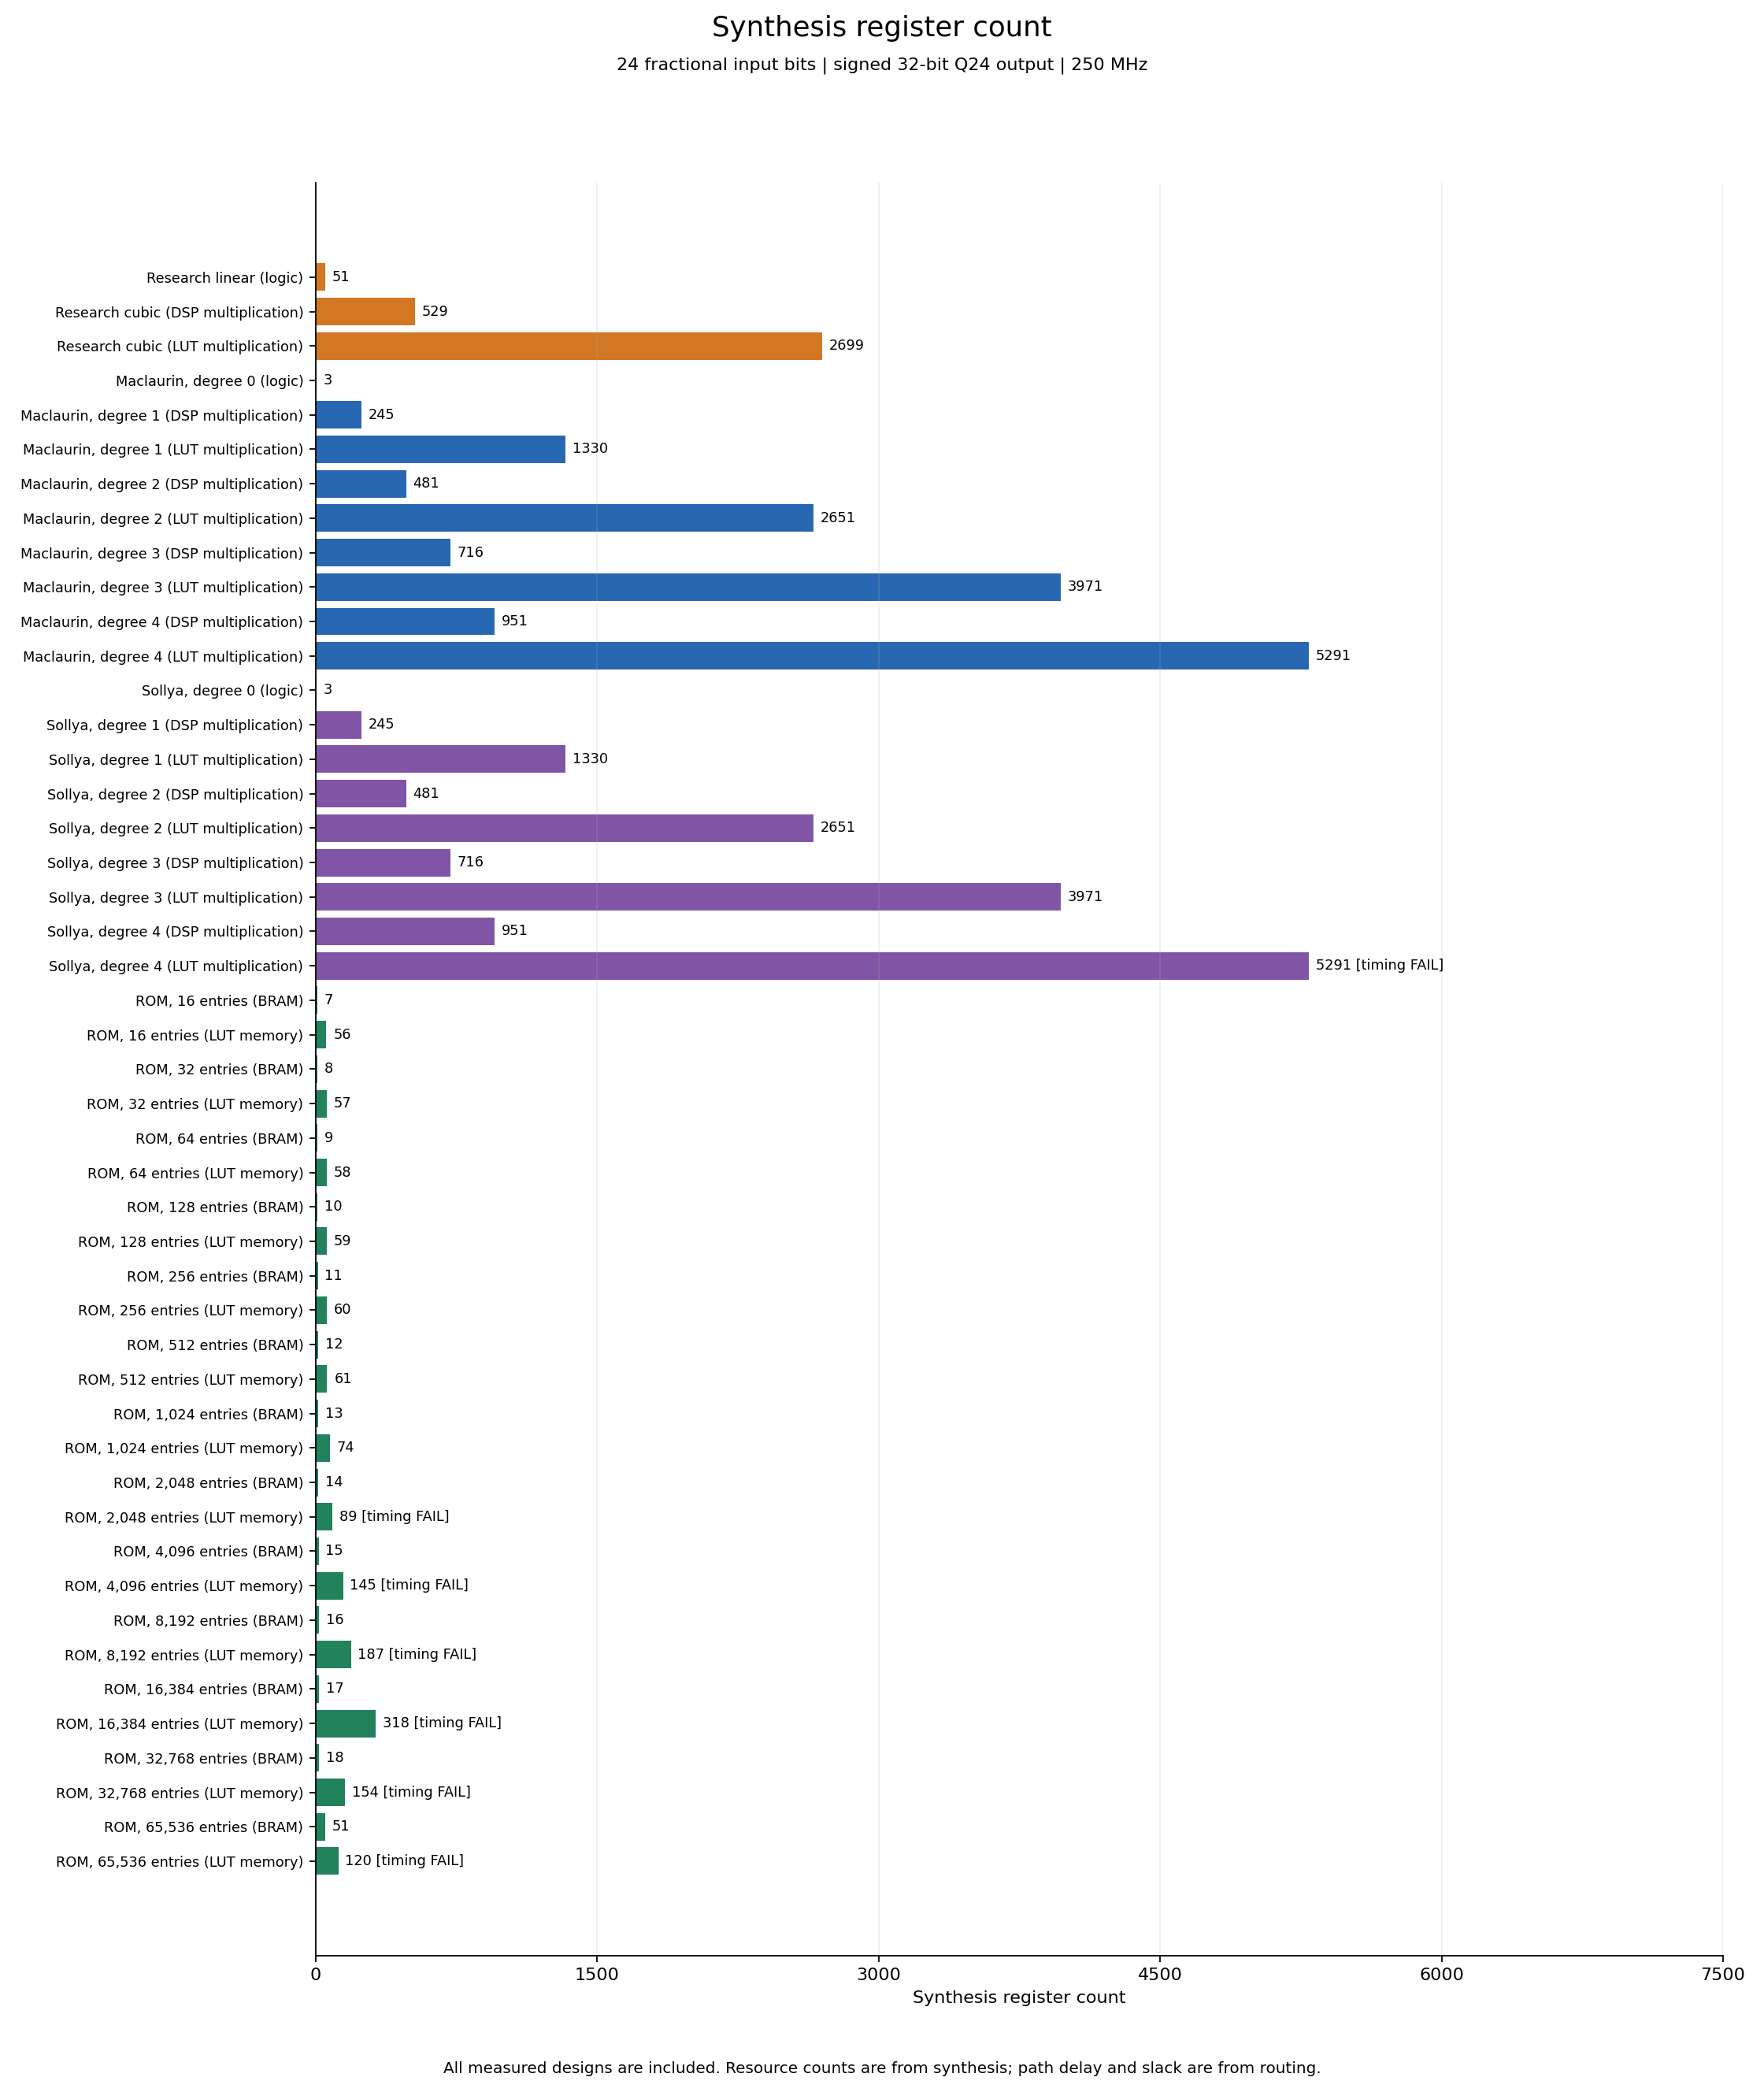 Synthesis register count
24 fractional input bits | signed 32-bit Q24 output | 250 MHz
Research linear (logic) 51
Research cubic (DSP multiplication) 529
Research cubic (LUT multiplication) 2699
Maclaurin, degree 0 (logic) 3
Maclaurin, degree 1 (DSP multiplication) 245
Maclaurin, degree 1 (LUT multiplication) 1330
Maclaurin, degree 2 (DSP multiplication) 481
Maclaurin, degree 2 (LUT multiplication) 2651
Maclaurin, degree 3 (DSP multiplication) 716
Maclaurin, degree 3 (LUT multiplication) 3971
Maclaurin, degree 4 (DSP multiplication) 951
Maclaurin, degree 4 (LUT multiplication) 5291
Sollya, degree 0 (logic) 3
Sollya, degree 1 (DSP multiplication) 245
Sollya, degree 1 (LUT multiplication) 1330
Sollya, degree 2 (DSP multiplication) 481
Sollya, degree 2 (LUT multiplication) 2651
Sollya, degree 3 (DSP multiplication) 716
Sollya, degree 3 (LUT multiplication) 3971
Sollya, degree 4 (DSP multiplication) 951
Sollya, degree 4 (LUT multiplication) 5291 [timing FAIL]
ROM, 16 entries (BRAM) 7
ROM, 16 entries (LUT memory) 56
ROM, 32 entries (BRAM) 8
ROM, 32 entries (LUT memory) 57
ROM, 64 entries (BRAM) 9
ROM, 64 entries (LUT memory) 58
ROM, 128 entries (BRAM) 10
ROM, 128 entries (LUT memory) 59
ROM, 256 entries (BRAM) 11
ROM, 256 entries (LUT memory) 60
ROM, 512 entries (BRAM) 12
ROM, 512 entries (LUT memory) 61
ROM, 1,024 entries (BRAM) 13
ROM, 1,024 entries (LUT memory) 74
ROM, 2,048 entries (BRAM) 14
ROM, 2,048 entries (LUT memory) 89 [timing FAIL]
ROM, 4,096 entries (BRAM) 15
ROM, 4,096 entries (LUT memory) 145 [timing FAIL]
ROM, 8,192 entries (BRAM) 16
ROM, 8,192 entries (LUT memory) 187 [timing FAIL]
ROM, 16,384 entries (BRAM) 17
ROM, 16,384 entries (LUT memory) 318 [timing FAIL]
ROM, 32,768 entries (BRAM) 18
ROM, 32,768 entries (LUT memory) 154 [timing FAIL]
ROM, 65,536 entries (BRAM) 51
ROM, 65,536 entries (LUT memory) 120 [timing FAIL]
0 1500 3000 4500 6000 7500
Synthesis register count
All measured designs are included. Resource counts are from synthesis; path delay and slack are from routing.